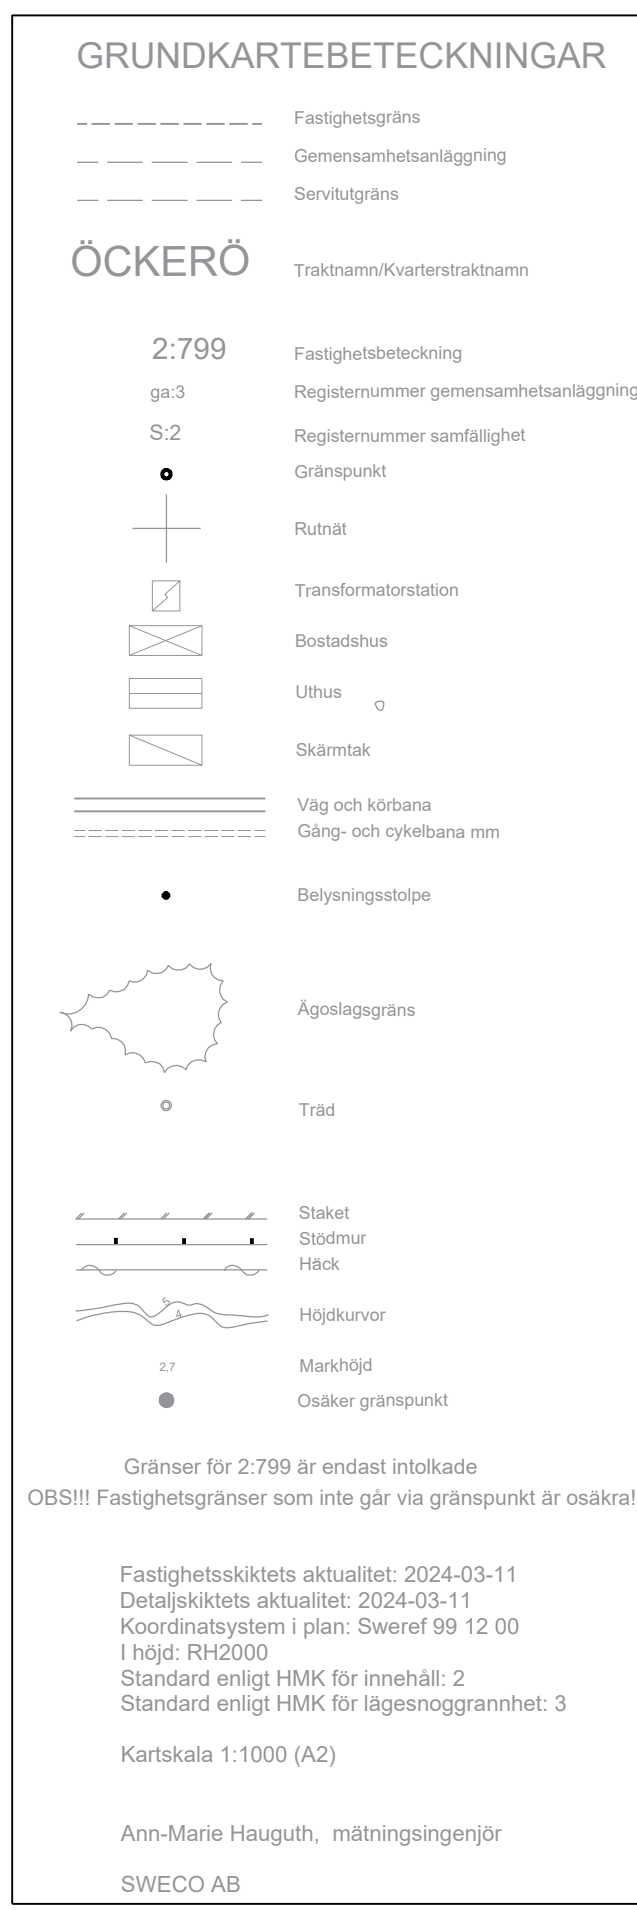 GRUNDKARTEBETECKNINGAR
Fastighetsgräns
Gemensamhetsanläggning
Servitutgräns
ÖCKERÖ Traktnamn/Kvarterstraktnamn
2:799 Fastighetsbeteckning
ga:3 Registernummer gemensamhetsanläggning
S:2 Registernummer samfällighet
Gränspunkt
Rutnät
Transformatorstation
Bostadshus
Uthus
Skärmtak
Väg och körbana
Gång- och cykelbana mm
Belysningsstolpe
Ägoslagsgräns
Träd
Staket
Stödmur
Häck
5
4 Höjdkurvor
2,7 Markhöjd
Osäker gränspunkt
Gränser för 2:799 är endast intolkade
OBS!!! Fastighetsgränser som inte går via gränspunkt är osäkra!
Fastighetsskiktets aktualitet: 2024-03-11
Detaljskiktets aktualitet: 2024-03-11
Koordinatsystem i plan: Sweref 99 12 00
I höjd: RH2000
Standard enligt HMK för innehåll: 2
Standard enligt HMK för lägesnoggrannhet: 3
Kartskala 1:1000 (A2)
Ann-Marie Hauguth, mätningsingenjör
SWECO AB